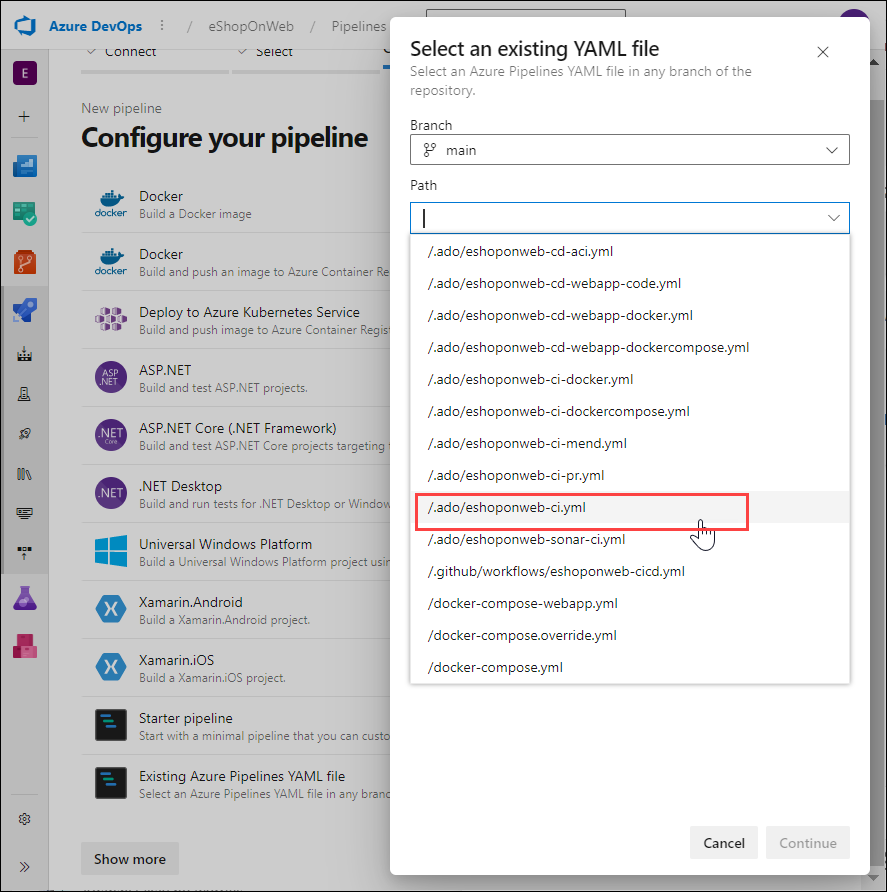 Azure DevOps
eShopOnWeb / Pipelines
E
Connect
Select
New pipeline
Configure your pipeline
docker
Docker
Build a Docker image
docker
Docker
Build and push an image to Azure Container Re
Deploy to Azure Kubernetes Service
Build and push image to Azure Container Regist
ASP
.NET
ASP.NET
Build and test ASP.NET projects.
.NET
Core
ASP.NET Core (.NET Framework)
Build and test ASP.NET Core projects targeting
.NET
.NET Desktop
Build and run tests for .NET Desktop or Window
Universal Windows Platform
Build a Universal Windows Platform project usin
Xamarin.Android
Build a Xamarin.Android project.
Xamarin.iOS
Build a Xamarin.iOS project.
Starter pipeline
Start with a minimal pipeline that you can custo
Existing Azure Pipelines YAML file
Select an Azure Pipelines YAML file in any branc
Show more
Select an existing YAML file
Select an Azure Pipelines YAML file in any branch of the
repository.
Branch
main
Path
/.ado/eshoponweb-cd-aci.yml
/.ado/eshoponweb-cd-webapp-code.yml
/.ado/eshoponweb-cd-webapp-docker.yml
/.ado/eshoponweb-cd-webapp-dockercompose.yml
/.ado/eshoponweb-ci-docker.yml
/.ado/eshoponweb-ci-dockercompose.yml
/.ado/eshoponweb-ci-mend.yml
/.ado/eshoponweb-ci-pr.yml
/.ado/eshoponweb-ci.yml
/.ado/eshoponweb-sonar-ci.yml
/.github/workflows/eshoponweb-cicd.yml
/docker-compose-webapp.yml
/docker-compose.override.yml
/docker-compose.yml
Cancel
Continue